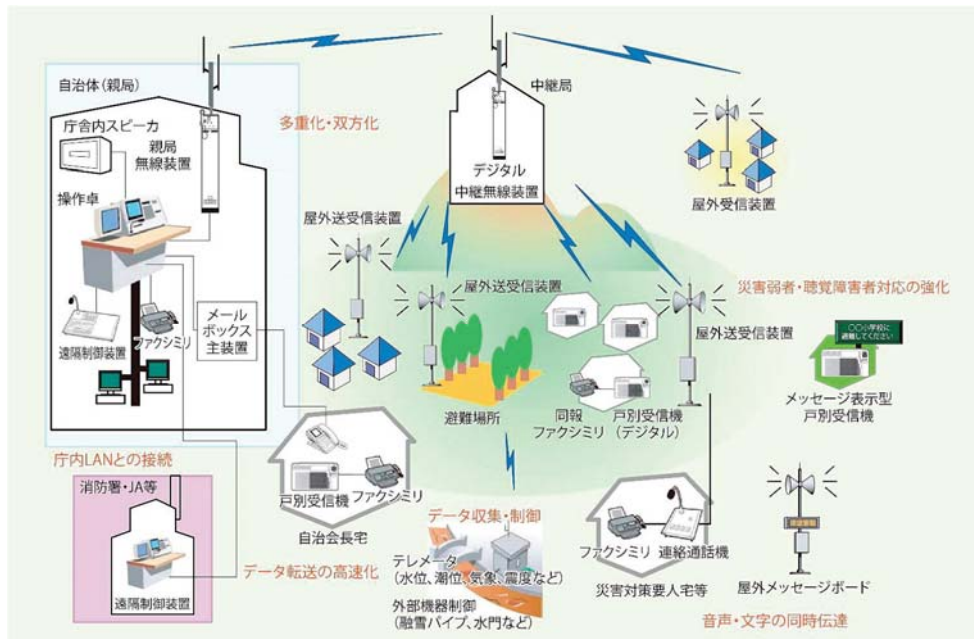 自治体(親局)
庁舎内スピーカ
親局
無線装置
操作卓
遠隔制御装置
ファクシミリ
メール
ボックス
主装置
庁内LANとの接続
消防署・JA等
遠隔制御装置
多重化・双方化
中継局
デジタル
中継無線装置
屋外受信装置
屋外送受信装置
屋外送受信装置
避難場所
同報
ファクシミリ
戸別受信機
(デジタル)
屋外送受信装置
災害弱者・聴覚障害者対応の強化
〇〇小学校に
避難してください
メッセージ表示型
戸別受信機
戸別受信機
ファクシミリ
自治会長宅
データ転送の高速化
データ収集・制御
テレメータ
(水位、潮位、気象、震度など)
外部機器制御
(融雪パイプ、水門など)
ファクシミリ
連絡通話機
災害対策要人宅等
屋外メッセージボード
音声・文字の同時伝達